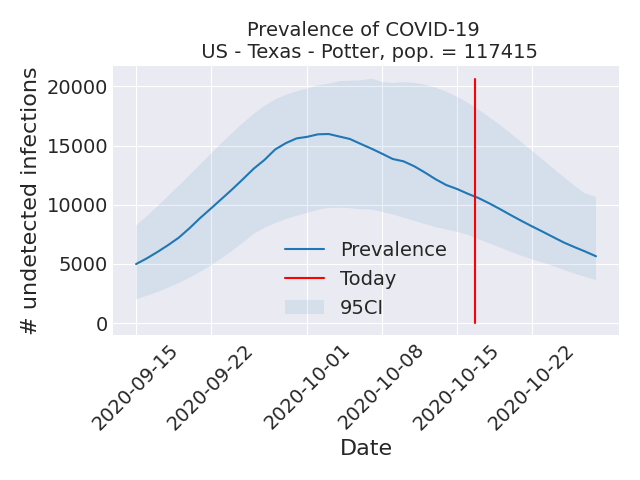 Prevalence of COVID-19
US - Texas - Potter, pop. = 117415
20000
15000
10000
5000
0
# undetected infections
Prevalence
Today
95CI
2020-09-15
2020-09-22
2020-10-01
2020-10-08
2020-10-15
2020-10-22
Date